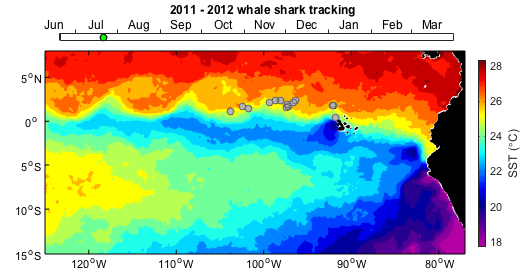 2011 - 2012 whale shark tracking
Jun Jul Aug Sep Oct Nov Dec Jan Feb Mar
5°N
0°
5°S
10°S
15°S
120°W 110°W 100°W 90°W 80°W
28
26
24
22
20
18
SST (°C)